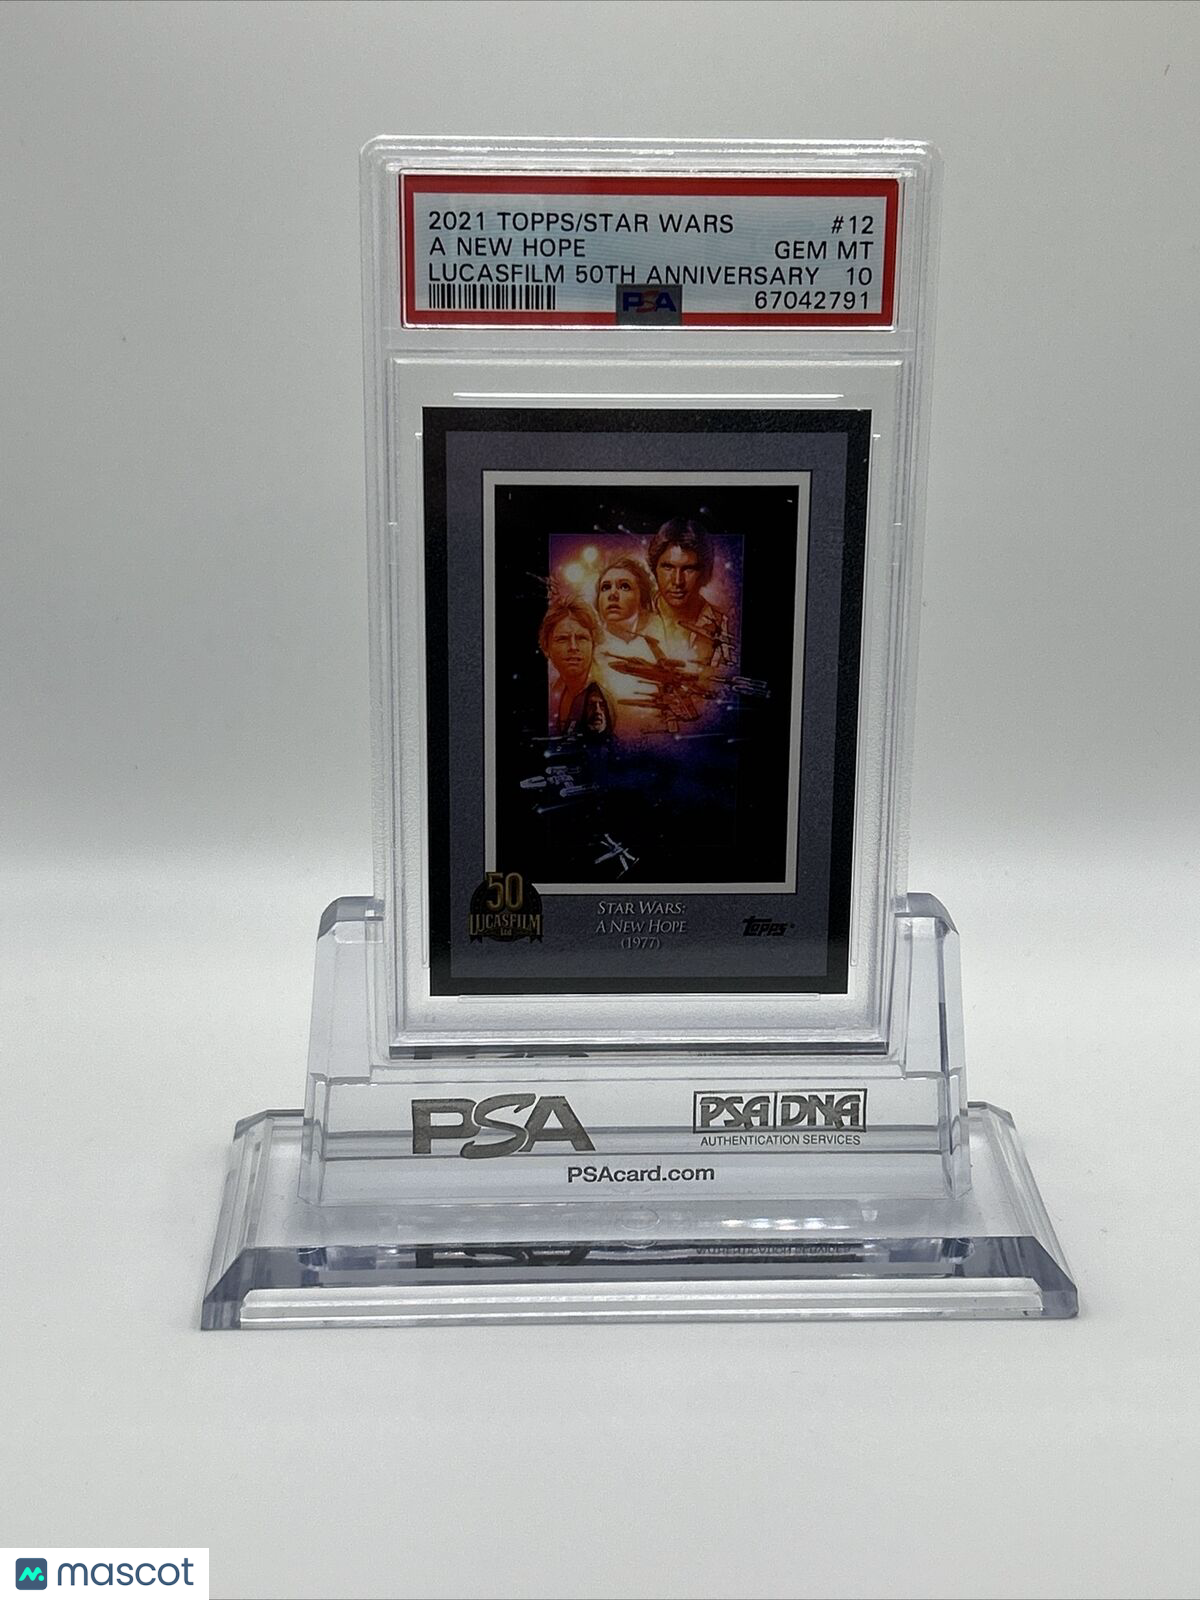 2021 TOPPS/STAR WARS #12
A NEW HOPE GEM MT
LUCASFILM 50TH ANNIVERSARY 10
PSA 67042791
50
LUCASFILM
Ltd
STAR WARS:
A NEW HOPE
(1977)
Topps
PSA
PSA DNA
AUTHENTICATION SERVICES
PSAcard.com
mascot